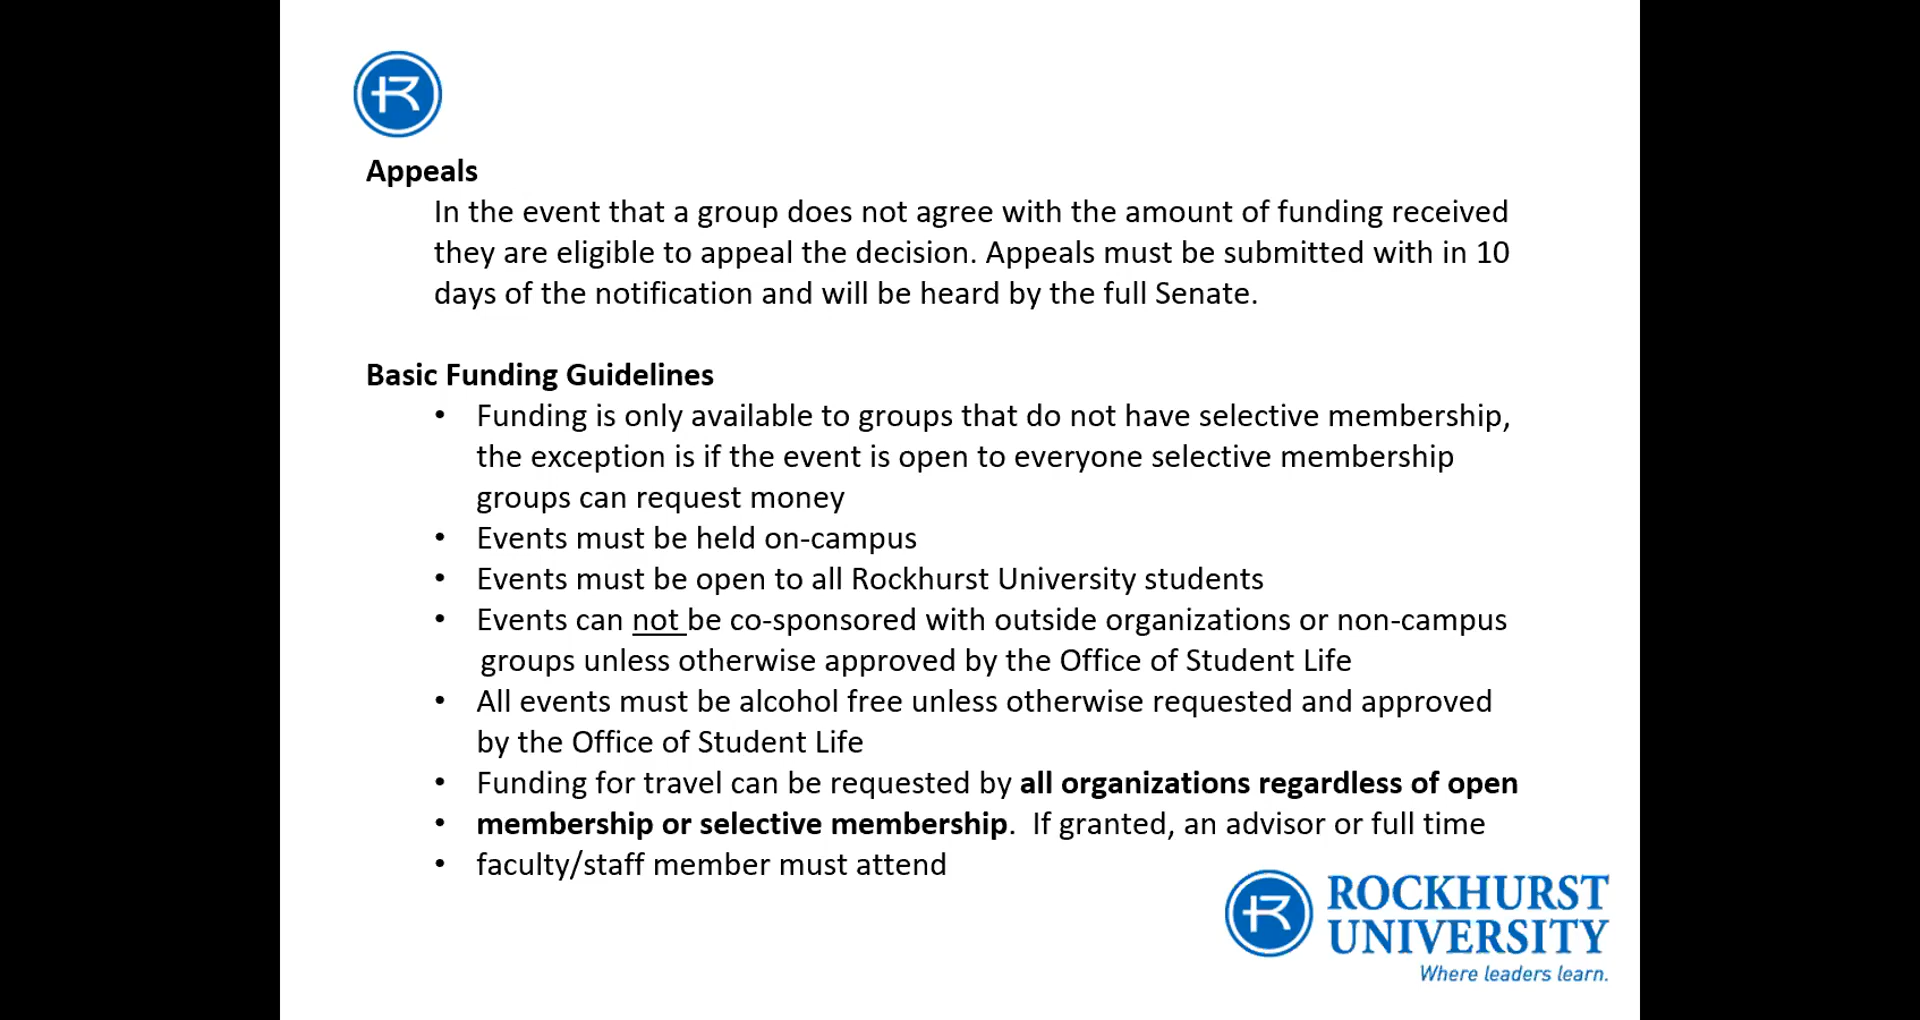 Appeals
In the event that a group does not agree with the amount of funding received
they are eligible to appeal the decision. Appeals must be submitted with in 10
days of the notification and will be heard by the full Senate.
Basic Funding Guidelines
• Funding is only available to groups that do not have selective membership,
the exception is if the event is open to everyone selective membership
groups can request money
• Events must be held on-campus
• Events must be open to all Rockhurst University students
• Events can not be co-sponsored with outside organizations or non-campus
groups unless otherwise approved by the Office of Student Life
• All events must be alcohol free unless otherwise requested and approved
by the Office of Student Life
• Funding for travel can be requested by all organizations regardless of open
• membership or selective membership.  If granted, an advisor or full time
• faculty/staff member must attend
R ROCKHURST
UNIVERSITY
Where leaders learn.